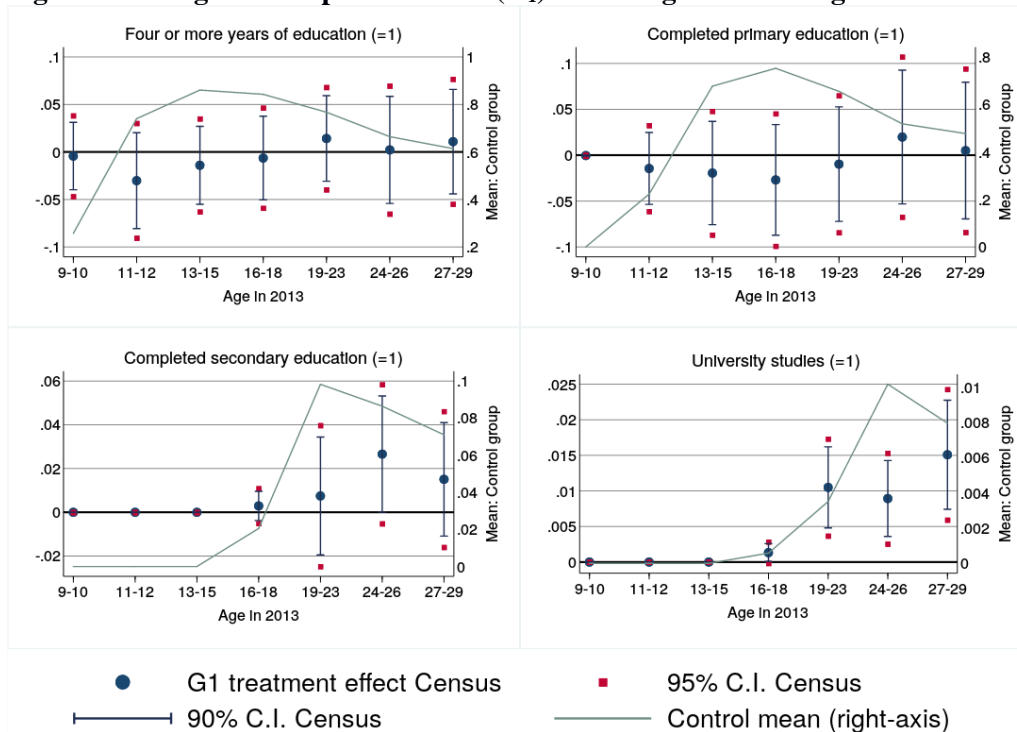 Four or more years of education (=1)
.1
.05
0
-.05
-.1
1
.8
.6
.4
.2
Mean: Control group
9-10 11-12 13-15 16-18 19-23 24-26 27-29
Age in 2013
Completed primary education (=1)
.1
.05
0
-.05
-.1
.8
.6
.4
.2
0
Mean: Control group
9-10 11-12 13-15 16-18 19-23 24-26 27-29
Age in 2013
Completed secondary education (=1)
.06
.04
.02
0
-.02
.1
.08
.06
.04
.02
0
Mean: Control group
9-10 11-12 13-15 16-18 19-23 24-26 27-29
Age in 2013
University studies (=1)
.025
.02
.015
.01
.005
0
.01
.008
.006
.004
.002
0
Mean: Control group
9-10 11-12 13-15 16-18 19-23 24-26 27-29
Age in 2013
G1 treatment effect Census
95% C.I. Census
90% C.I. Census
Control mean (right-axis)